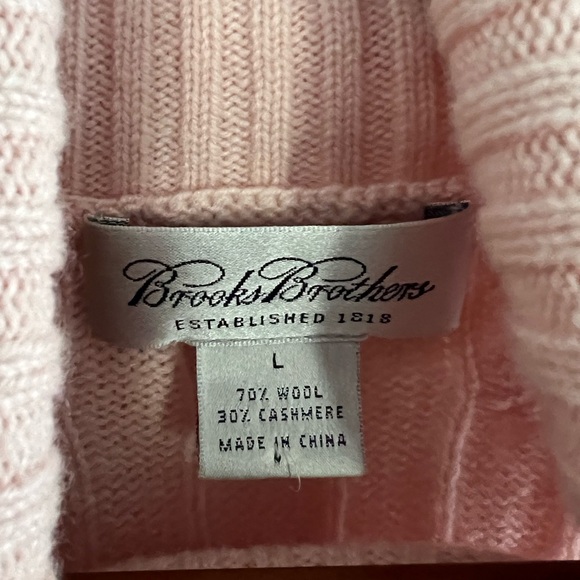 Brooks Brothers
ESTABLISHED 1818
L
70% WOOL
30% CASHMERE
MADE IN CHINA